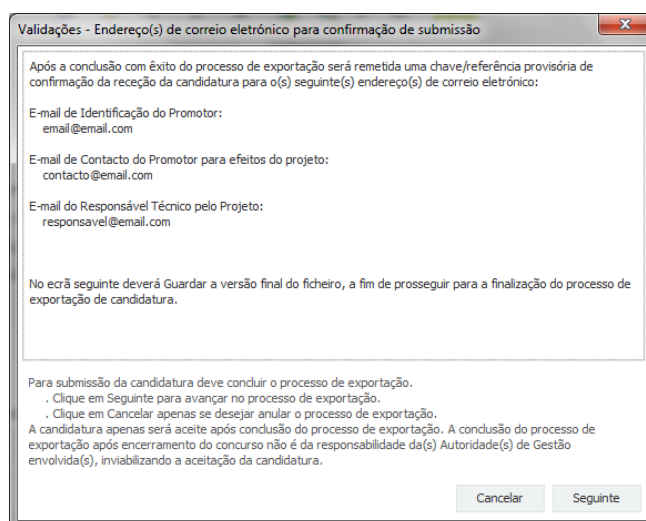 Validações - Endereço(s) de correio eletrónico para confirmação de submissão
Após a conclusão com êxito do processo de exportação será remetida uma chave/referência provisória de
confirmação da receção da candidatura para o(s) seguinte(s) endereço(s) de correio eletrónico:
E-mail de Identificação do Promotor:
email@email.com
E-mail de Contacto do Promotor para efeitos do projeto:
contacto@email.com
E-mail do Responsável Técnico pelo Projeto:
responsavel@email.com
No ecrã seguinte deverá Guardar a versão final do ficheiro, a fim de prosseguir para a finalização do processo de
exportação de candidatura.
Para submissão da candidatura deve concluir o processo de exportação.
. Clique em Seguinte para avançar no processo de exportação.
. Clique em Cancelar apenas se desejar anular o processo de exportação.
A candidatura apenas será aceite após conclusão do processo de exportação. A conclusão do processo de
exportação após encerramento do concurso não é da responsabilidade da(s) Autoridade(s) de Gestão
envolvida(s), inviabilizando a aceitação da candidatura.
Cancelar Seguinte